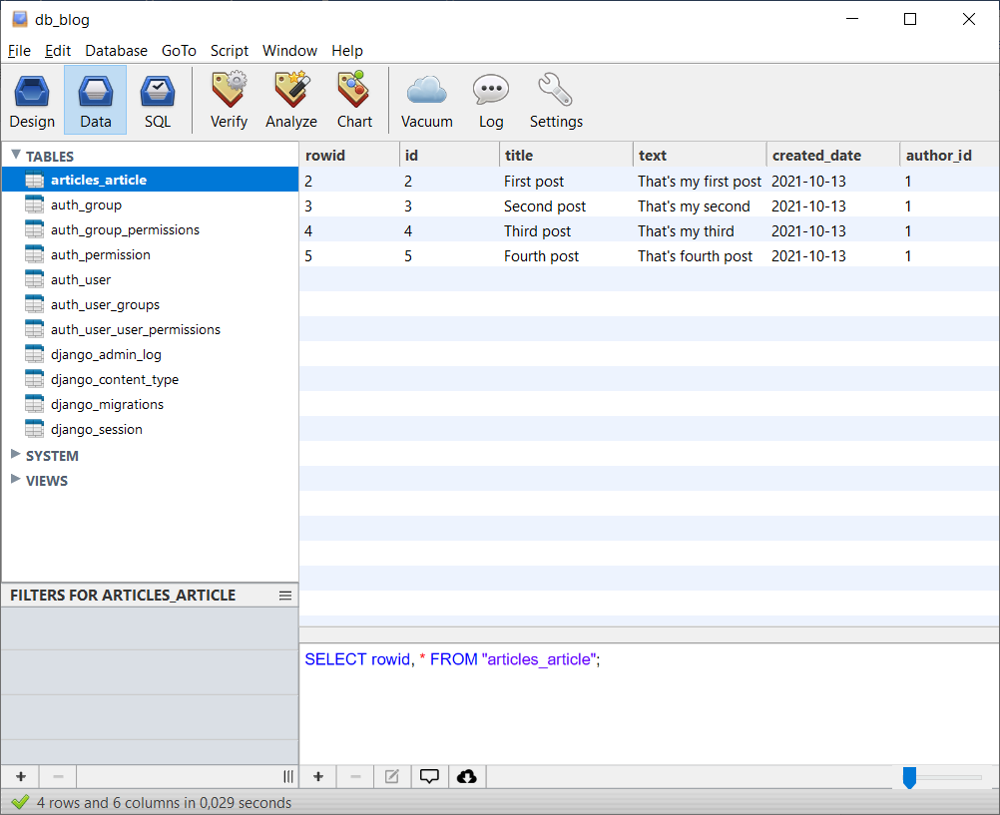 db_blog
File Edit Database GoTo Script Window Help
Design Data SQL Verify Analyze Chart Vacuum Log Settings
TABLES
articles_article
auth_group
auth_group_permissions
auth_permission
auth_user
auth_user_groups
auth_user_user_permissions
django_admin_log
django_content_type
django_migrations
django_session
SYSTEM
VIEWS
FILTERS FOR ARTICLES_ARTICLE
rowid id title text created_date author_id
2 2 First post That's my first post 2021-10-13 1
3 3 Second post That's my second 2021-10-13 1
4 4 Third post That's my third 2021-10-13 1
5 5 Fourth post That's fourth post 2021-10-13 1
SELECT rowid, * FROM "articles_article";
4 rows and 6 columns in 0,029 seconds